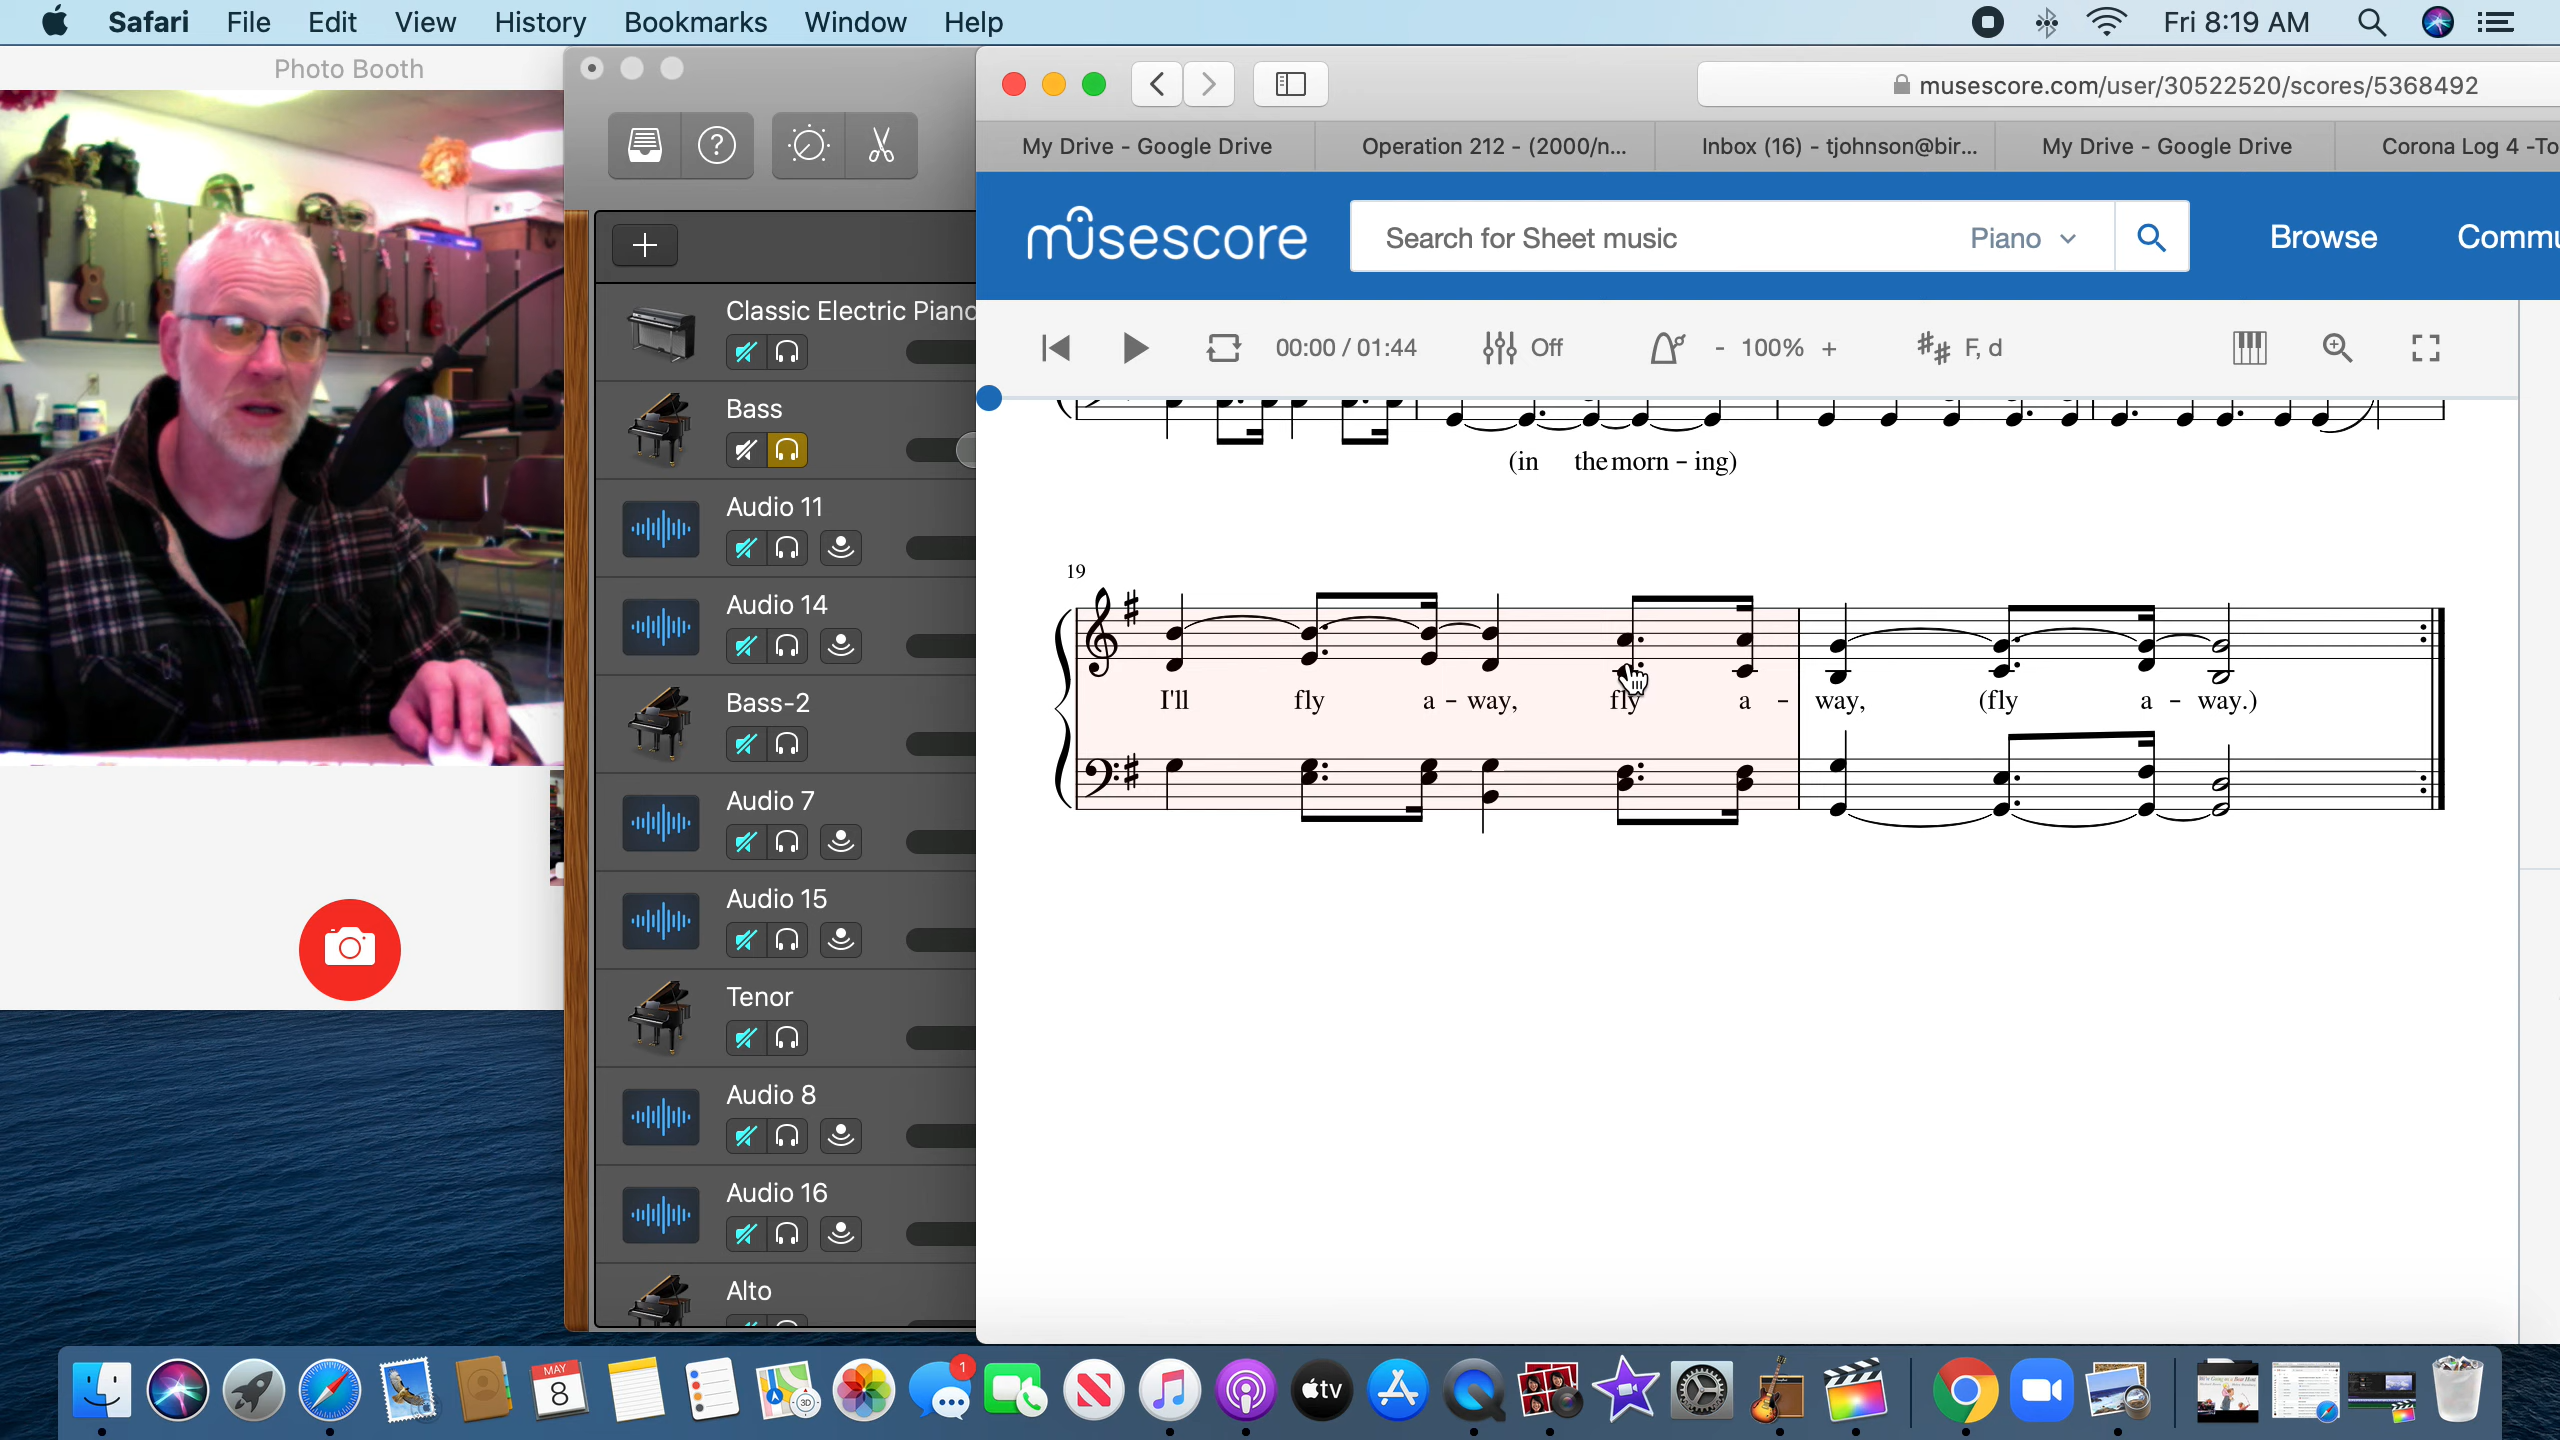 Safari File Edit View History Bookmarks Window Help Fri 8:19 AM
Photo Booth
musescore.com/user/30522520/scores/5368492
My Drive - Google Drive Operation 212 - (2000/n... Inbox (16) - tjohnson@bir... My Drive - Google Drive Corona Log 4 -To
musescore Search for Sheet music Piano Browse Commu
00:00 / 01:44 Off - 100% + F, d
Classic Electric Piano
Bass
Audio 11
Audio 14
Bass-2
Audio 7
Audio 15
Tenor
Audio 8
Audio 16
Alto
(in the morn - ing)
19
I'll fly a - way, fly a - way, (fly a - way.)
MAY
8
1
3D
tv